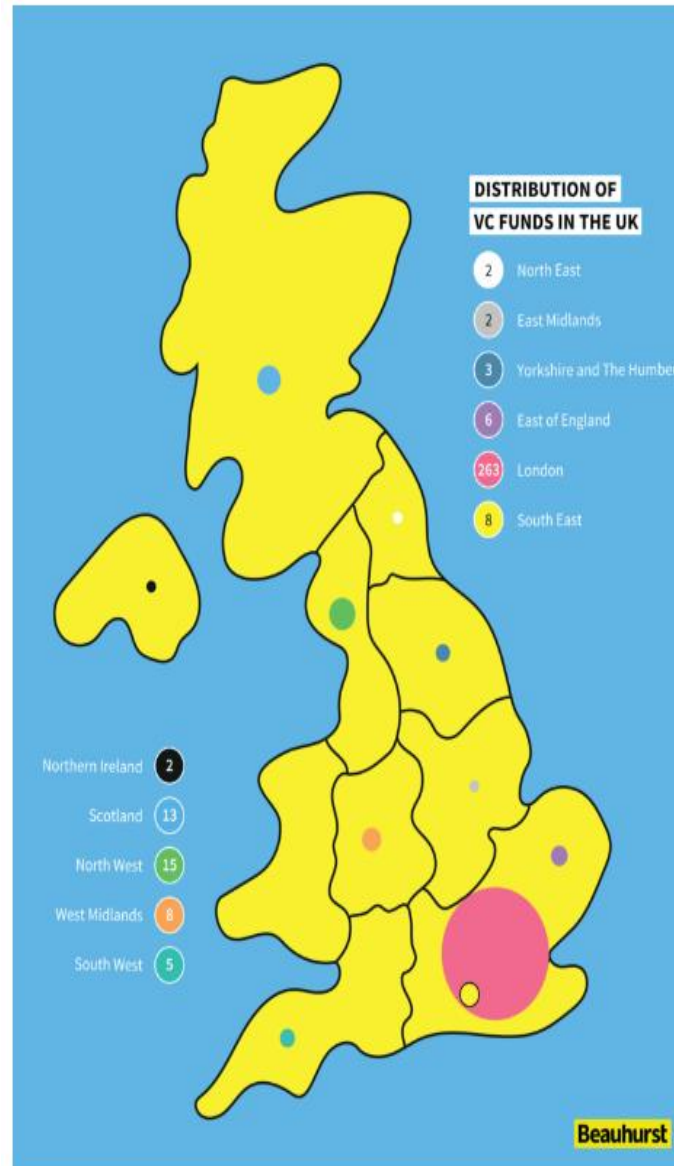 DISTRIBUTION OF
VC FUNDS IN THE UK
2 North East
2 East Midlands
3 Yorkshire and The Humber
6 East of England
263 London
8 South East
Northern Ireland 2
Scotland 13
North West 15
West Midlands 8
South West 5
Beauhurst